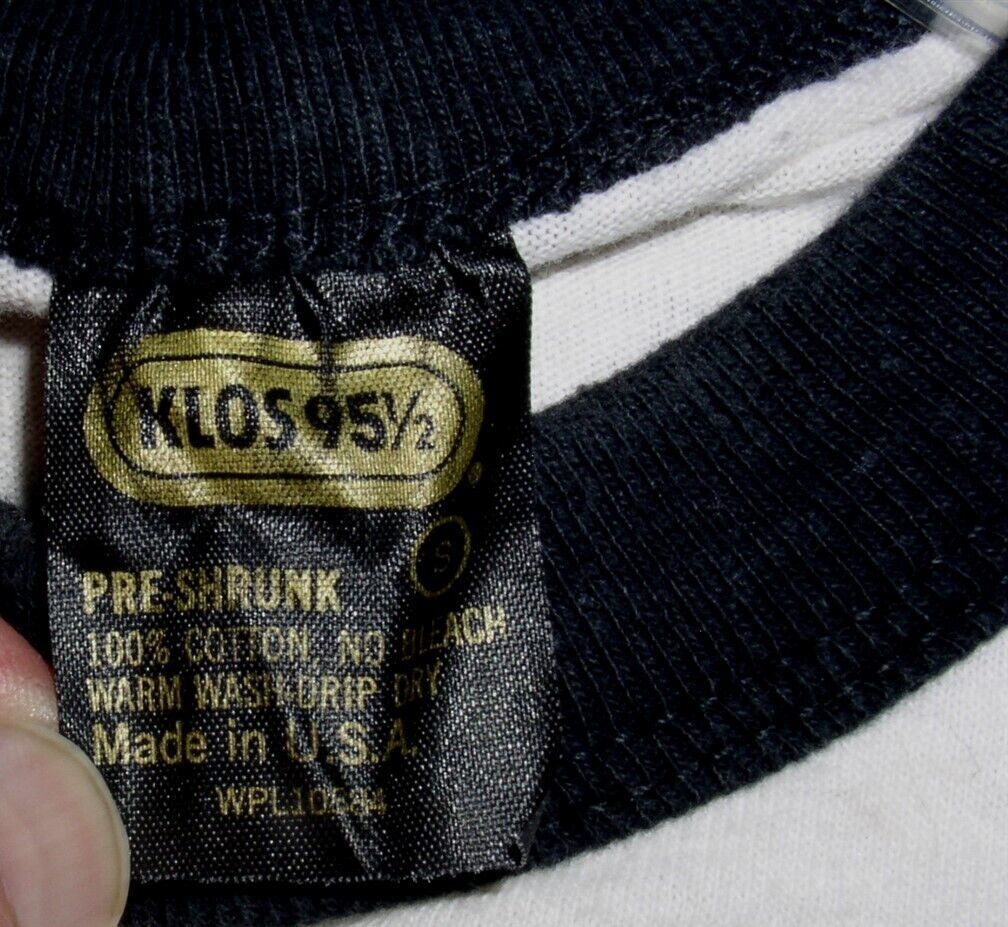 KLOS 95½
S
PRE-SHRUNK
100% COTTON, NO BLEACH
WARM WASH-DRIP DRY
Made in U.S.A.